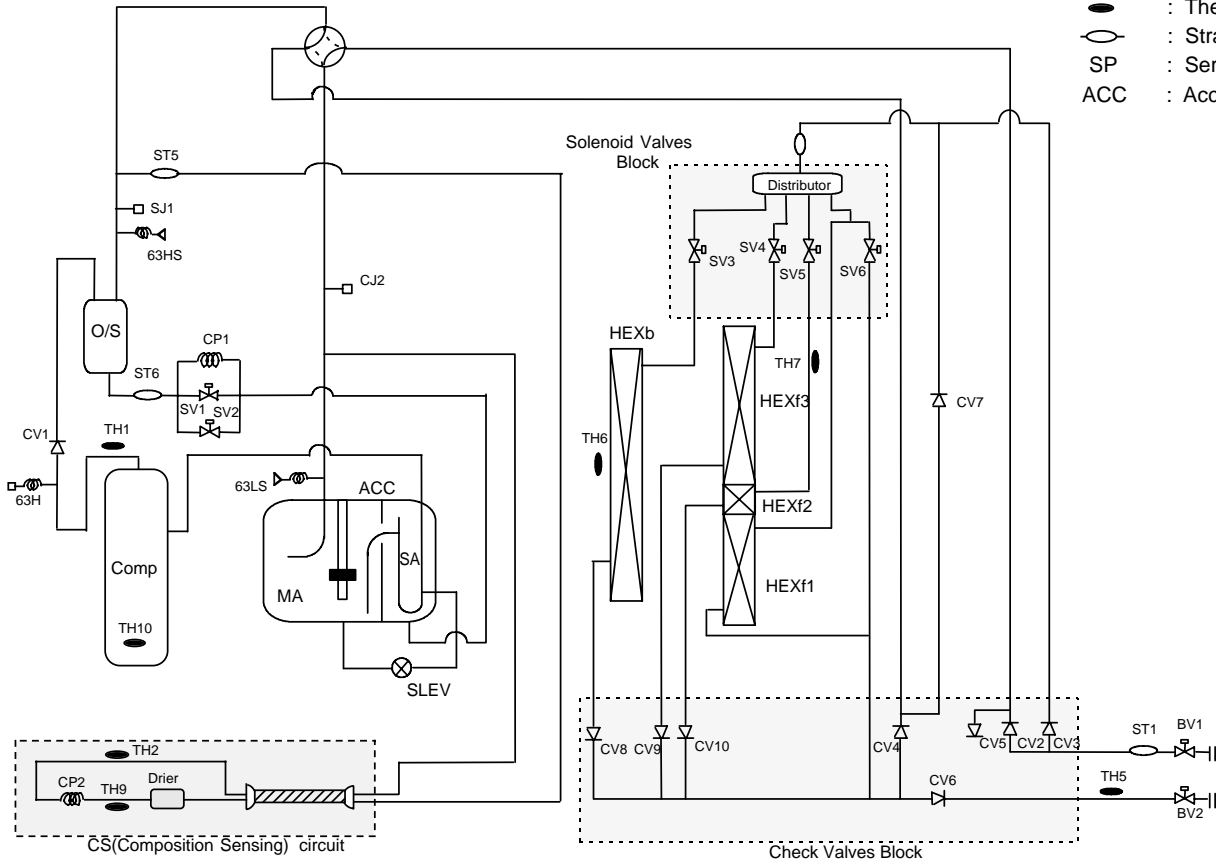 : The
: Stra
SP : Ser
ACC : Acc
Solenoid Valves
Block
ST5
Distributor
SJ1
63HS
SV3
SV4
SV5
SV6
CJ2
O/S
HEXb
CP1
TH7
ST6
HEXf3
SV1
SV2
CV7
CV1
TH1
TH6
63H
63LS
ACC
HEXf2
Comp
SA
MA
HEXf1
TH10
SLEV
TH2
CV8
CV9
CV10
CV4
CV5
CV2
CV3
ST1
BV1
CP2
TH9
Drier
CV6
TH5
BV2
CS(Composition Sensing) circuit
Check Valves Block